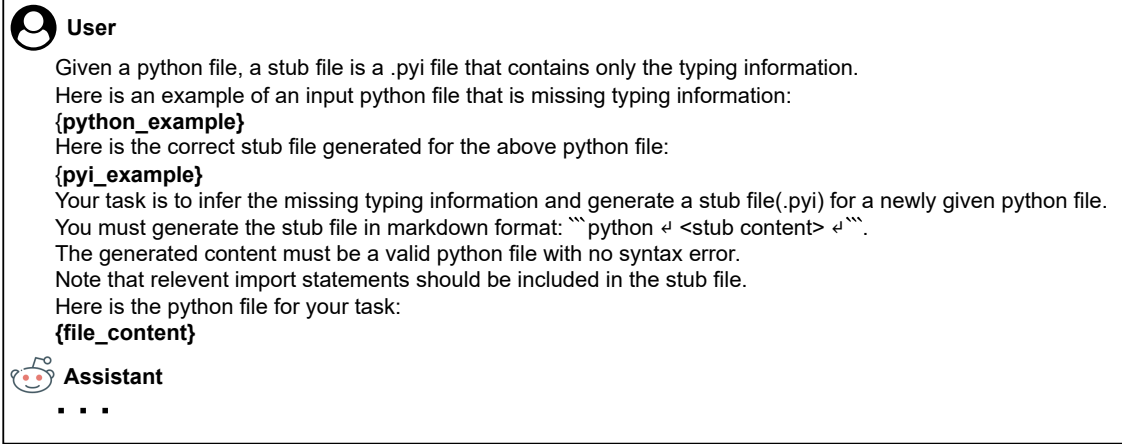 User
Given a python file, a stub file is a .pyi file that contains only the typing information.
Here is an example of an input python file that is missing typing information:
{python_example}
Here is the correct stub file generated for the above python file:
{pyi_example}
Your task is to infer the missing typing information and generate a stub file(.pyi) for a newly given python file.
You must generate the stub file in markdown format: ```python ↲ <stub content> ↲```.
The generated content must be a valid python file with no syntax error.
Note that relevent import statements should be included in the stub file.
Here is the python file for your task:
{file_content}
Assistant
. . .